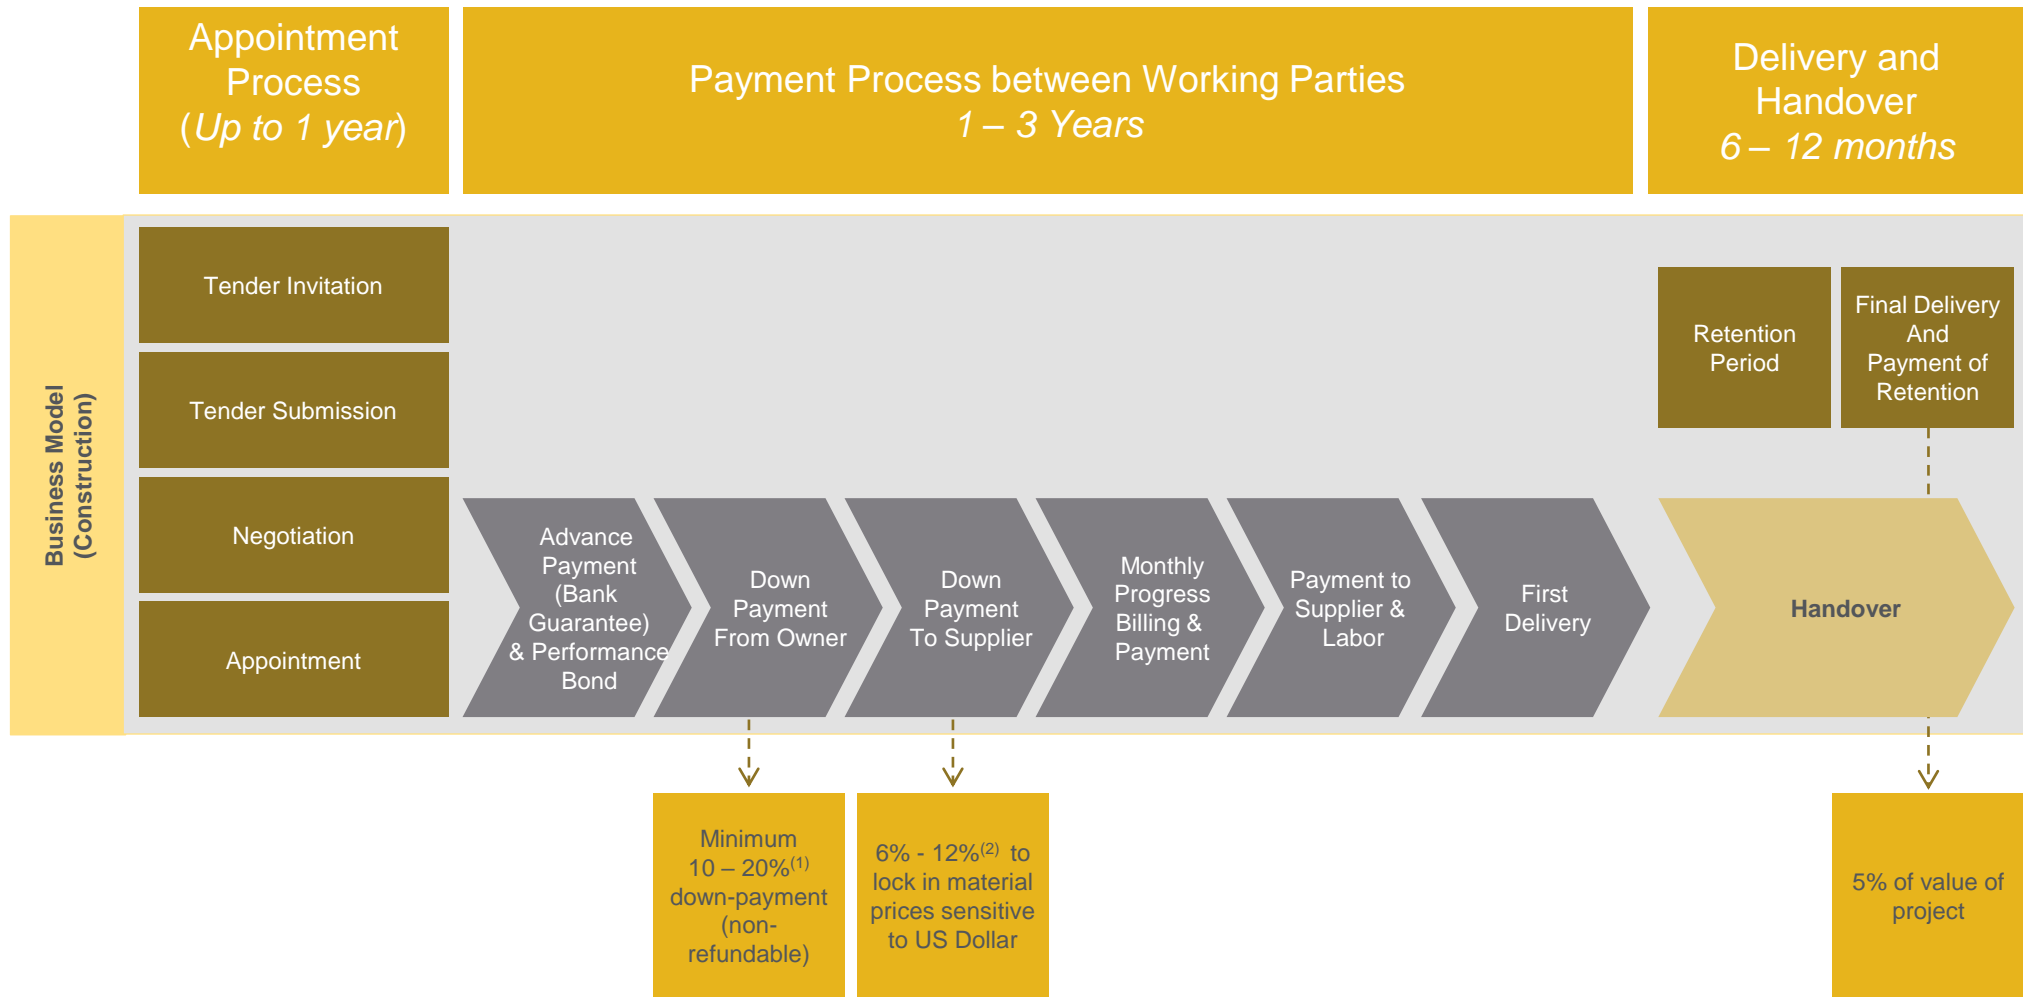 Appointment
Process
(Up to 1 year)
Payment Process between Working Parties
1 – 3 Years
Delivery and
Handover
6 – 12 months
Business Model
(Construction)
Tender Invitation
Tender Submission
Negotiation
Appointment
Retention
Period
Final Delivery
And
Payment of
Retention
Advance
Payment
(Bank
Guarantee)
& Performance
Bond
Down
Payment
From Owner
Down
Payment
To Supplier
Monthly
Progress
Billing &
Payment
Payment to
Supplier &
Labor
First
Delivery
Handover
Minimum
10 – 20%(1)
down-payment
(non-
refundable)
6% - 12%(2) to
lock in material
prices sensitive
to US Dollar
5% of value of
project